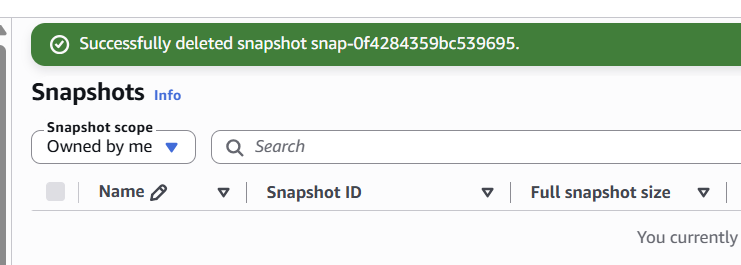 Successfully deleted snapshot snap-0f4284359bc539695.
Snapshots Info
Snapshot scope
Owned by me
Search
Name Snapshot ID Full snapshot size
You currently